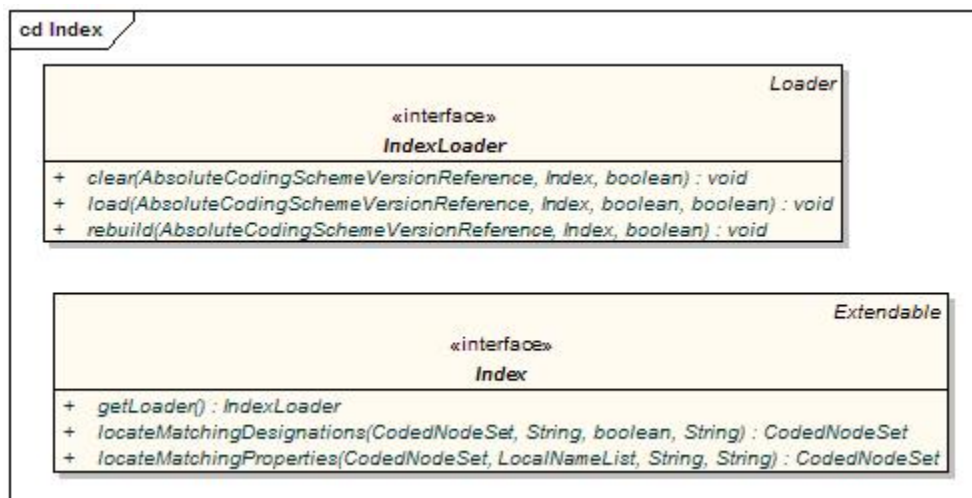 cd Index
Loader
«interface»
IndexLoader
+ clear(AbsoluteCodingSchemeVersionReference, Index, boolean) : void
+ load(AbsoluteCodingSchemeVersionReference, Index, boolean, boolean) : void
+ rebuild(AbsoluteCodingSchemeVersionReference, Index, boolean) : void
Extendable
«interface»
Index
+ getLoader() : IndexLoader
+ locateMatchingDesignations(CodedNodeSet, String, boolean, String) : CodedNodeSet
+ locateMatchingProperties(CodedNodeSet, LocalNameList, String, String) : CodedNodeSet